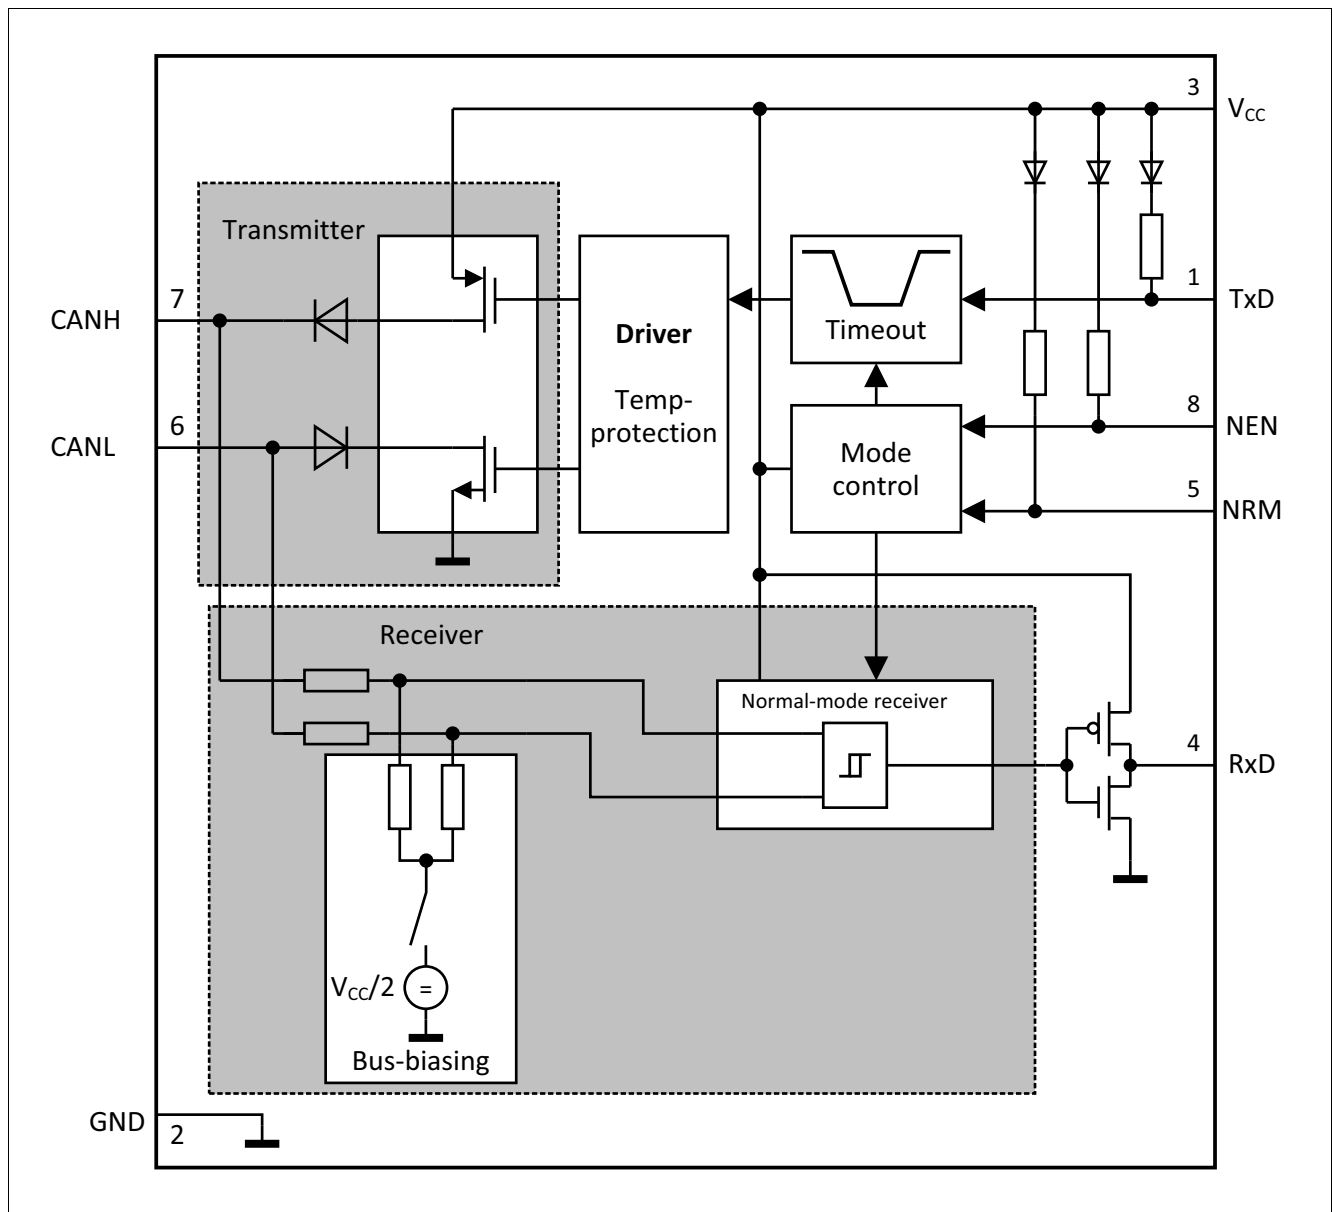 3
VCC
Transmitter
7
CANH
Driver
Timeout
1
TxD
Temp-
protection
6
CANL
Mode
control
8
NEN
5
NRM
Receiver
Normal-mode receiver
4
RxD
VCC/2
=
Bus-biasing
GND
2